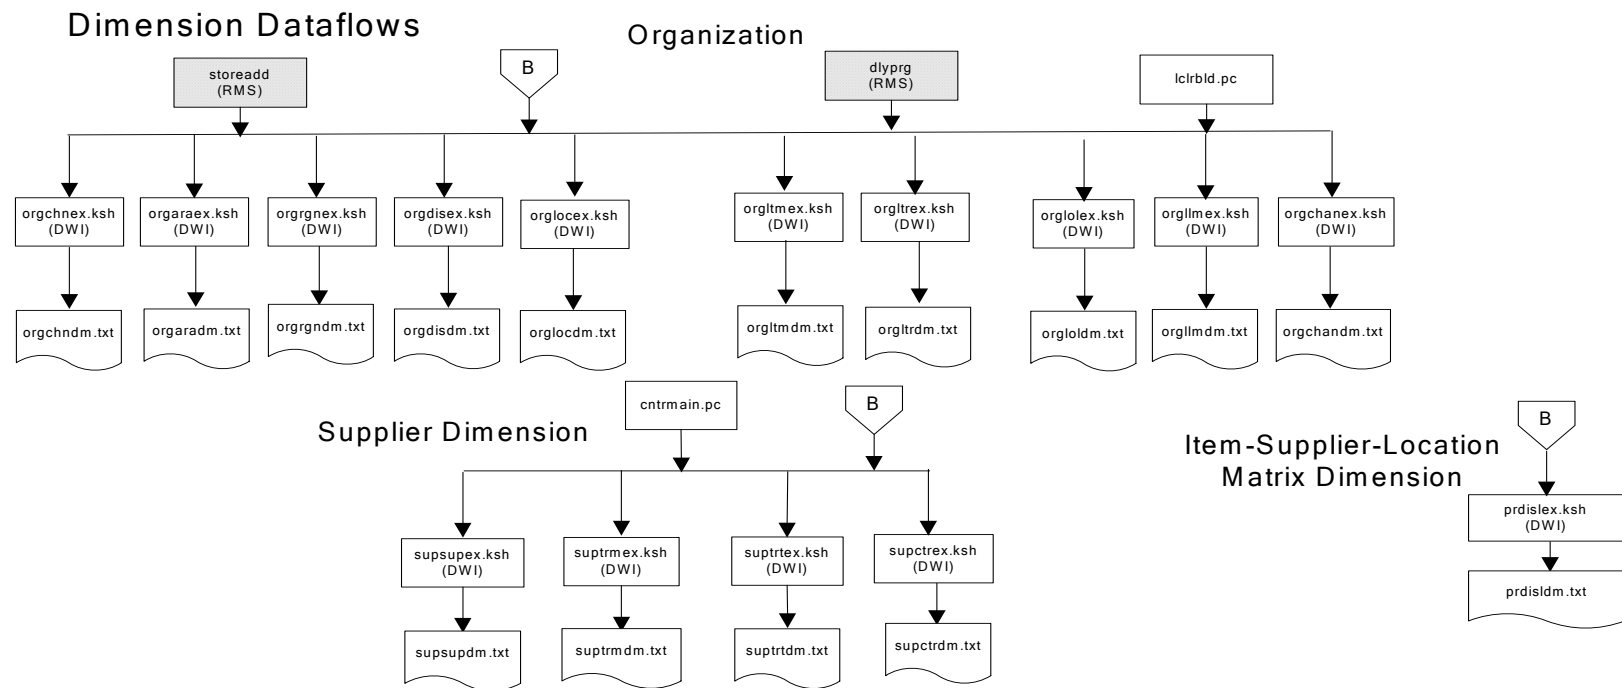 Dimension Dataflows
Organization
storeadd
(RMS)
B
dlyprg
(RMS)
lclrbld.pc
orgchnex.ksh
(DWI)
orgaraex.ksh
(DWI)
orgrgnex.ksh
(DWI)
orgdisex.ksh
(DWI)
orglocex.ksh
(DWI)
orgltmex.ksh
(DWI)
orgltrex.ksh
(DWI)
orglolex.ksh
(DWI)
orgllmex.ksh
(DWI)
orgchanex.ksh
(DWI)
orgchndm.txt
orgaradm.txt
orgrgndm.txt
orgdisdm.txt
orglocdm.txt
orgltmdm.txt
orgltrdm.txt
orgloldm.txt
orgllmdm.txt
orgchandm.txt
Supplier Dimension
cntrmain.pc
B
supsupex.ksh
(DWI)
suptrmex.ksh
(DWI)
suptrtex.ksh
(DWI)
supctrex.ksh
(DWI)
supsupdm.txt
suptrmdm.txt
suptrtdm.txt
supctrdm.txt
Item-Supplier-Location
Matrix Dimension
B
prdislex.ksh
(DWI)
prdisldm.txt